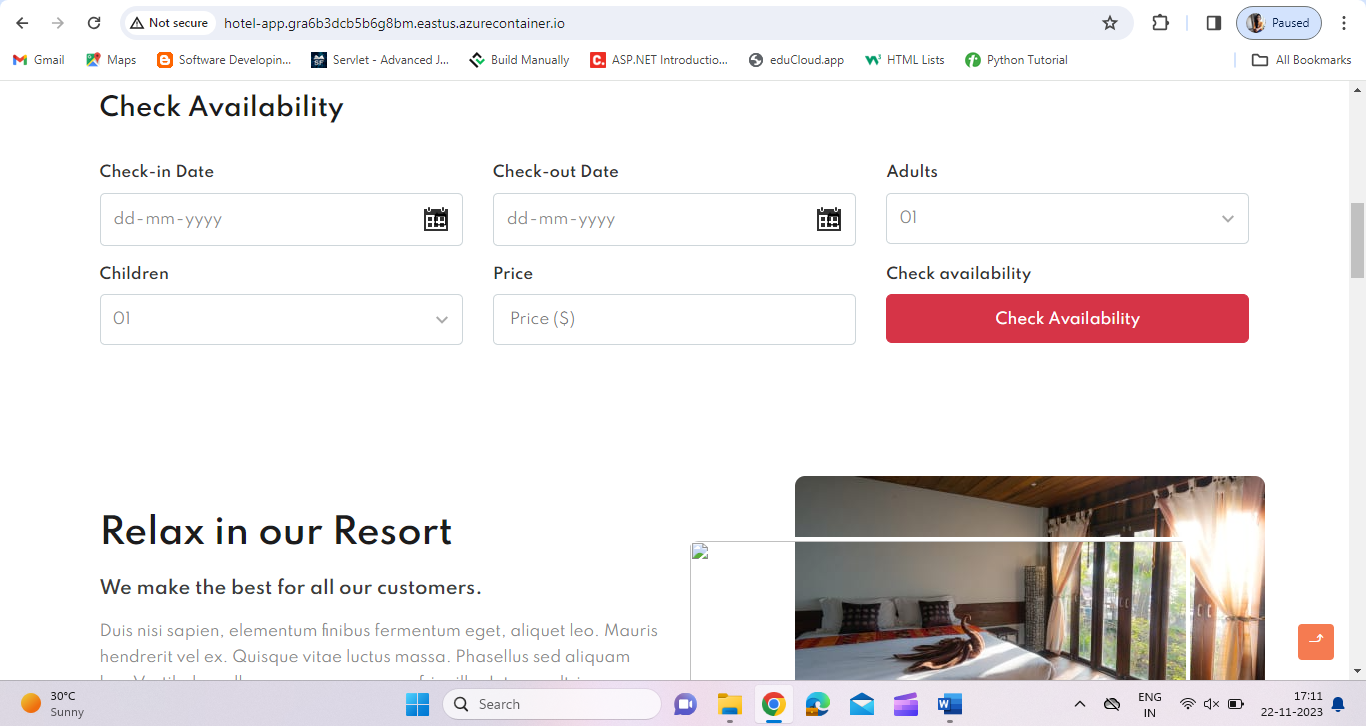 Not secure hotel-app.gra6b3dcb5b6g8bm.eastus.azurecontainer.io Paused
Gmail Maps Software Developin... Servlet - Advanced J... Build Manually ASP.NET Introductio... eduCloud.app HTML Lists Python Tutorial All Bookmarks
Check Availability
Check-in Date Check-out Date Adults
dd-mm-yyyy dd-mm-yyyy 01
Children Price Check availability
01 Price ($) Check Availability
Relax in our Resort
We make the best for all our customers.
Duis nisi sapien, elementum finibus fermentum eget, aliquet leo. Mauris
hendrerit vel ex. Quisque vitae luctus massa. Phasellus sed aliquam
30°C
Sunny
Search
ENG
IN
17:11
22-11-2023